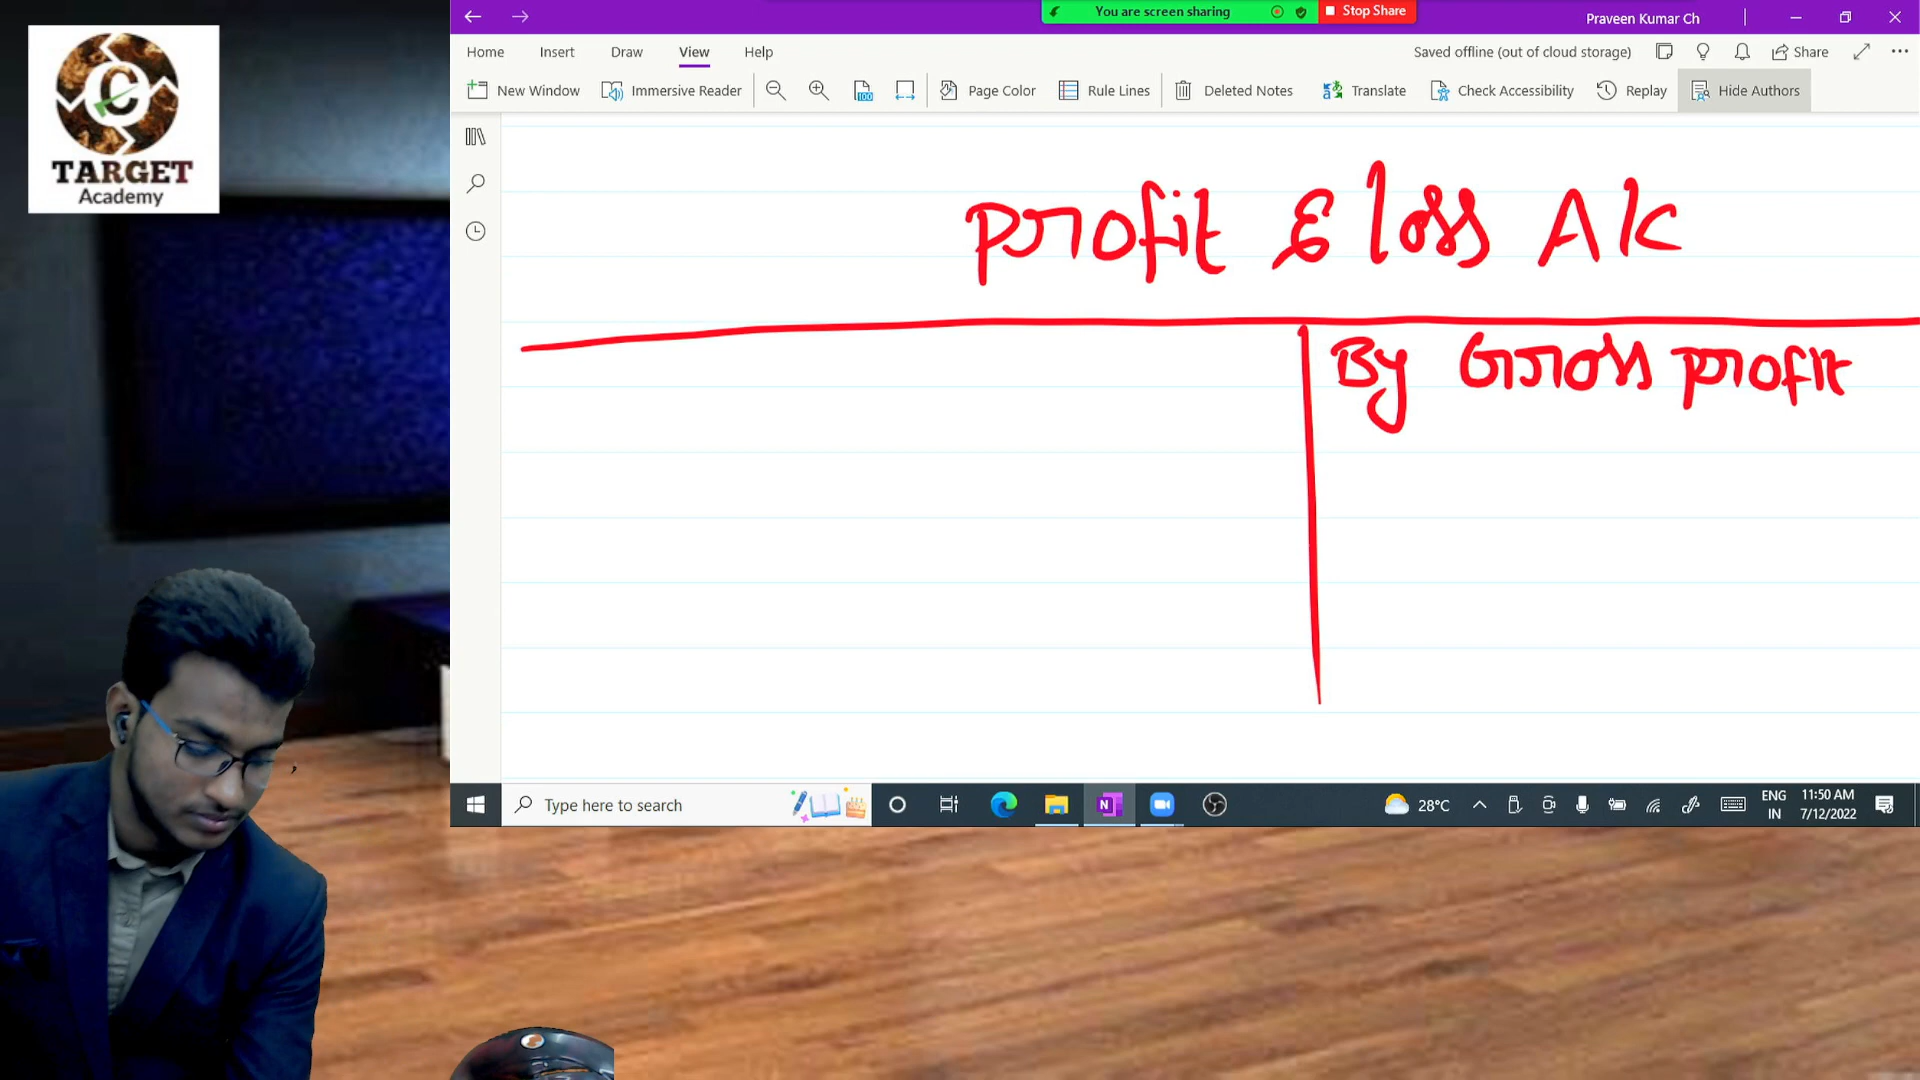 TARGET
Academy
You are screen sharing
Stop Share
Praveen Kumar Ch
Home Insert Draw View Help
Saved offline (out of cloud storage)
Share
New Window
Immersive Reader
100
Page Color
Rule Lines
Deleted Notes
Translate
Check Accessibility
Replay
Hide Authors
profit & loss A/c
By Gross profit
Type here to search
N
28°C
ENG
IN
11:50 AM
7/12/2022